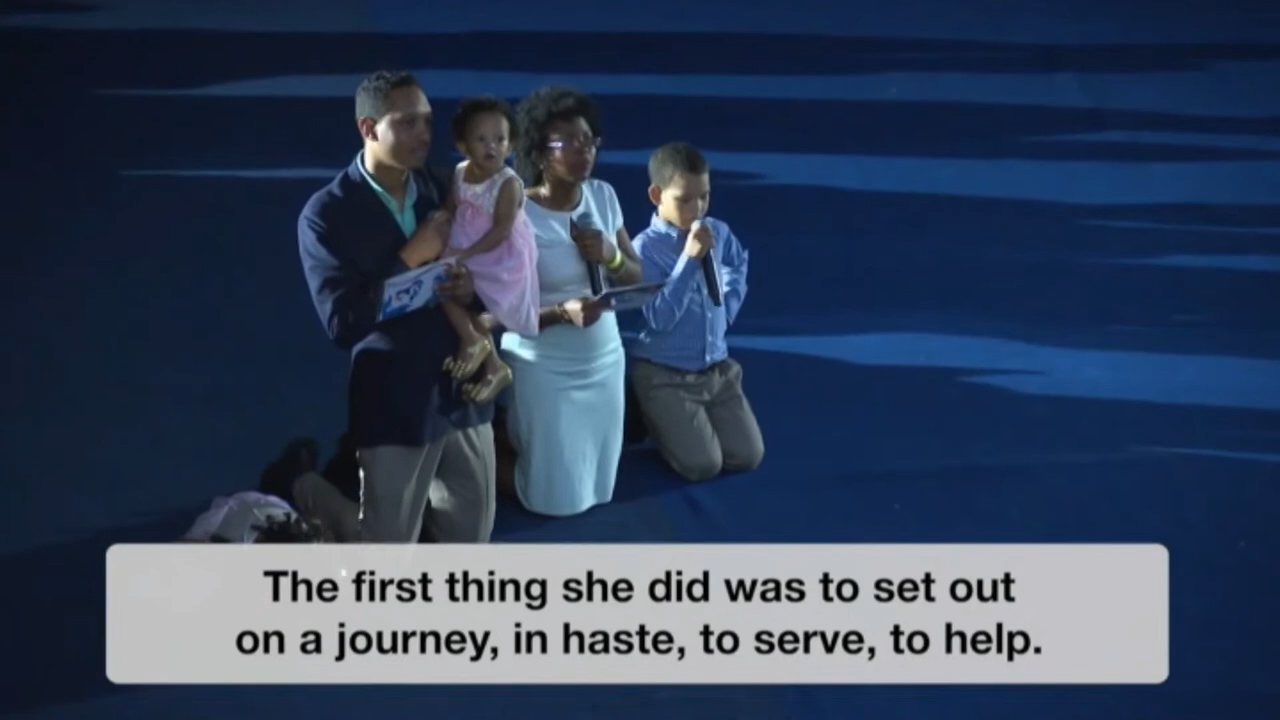 The first thing she did was to set out
on a journey, in haste, to serve, to help.